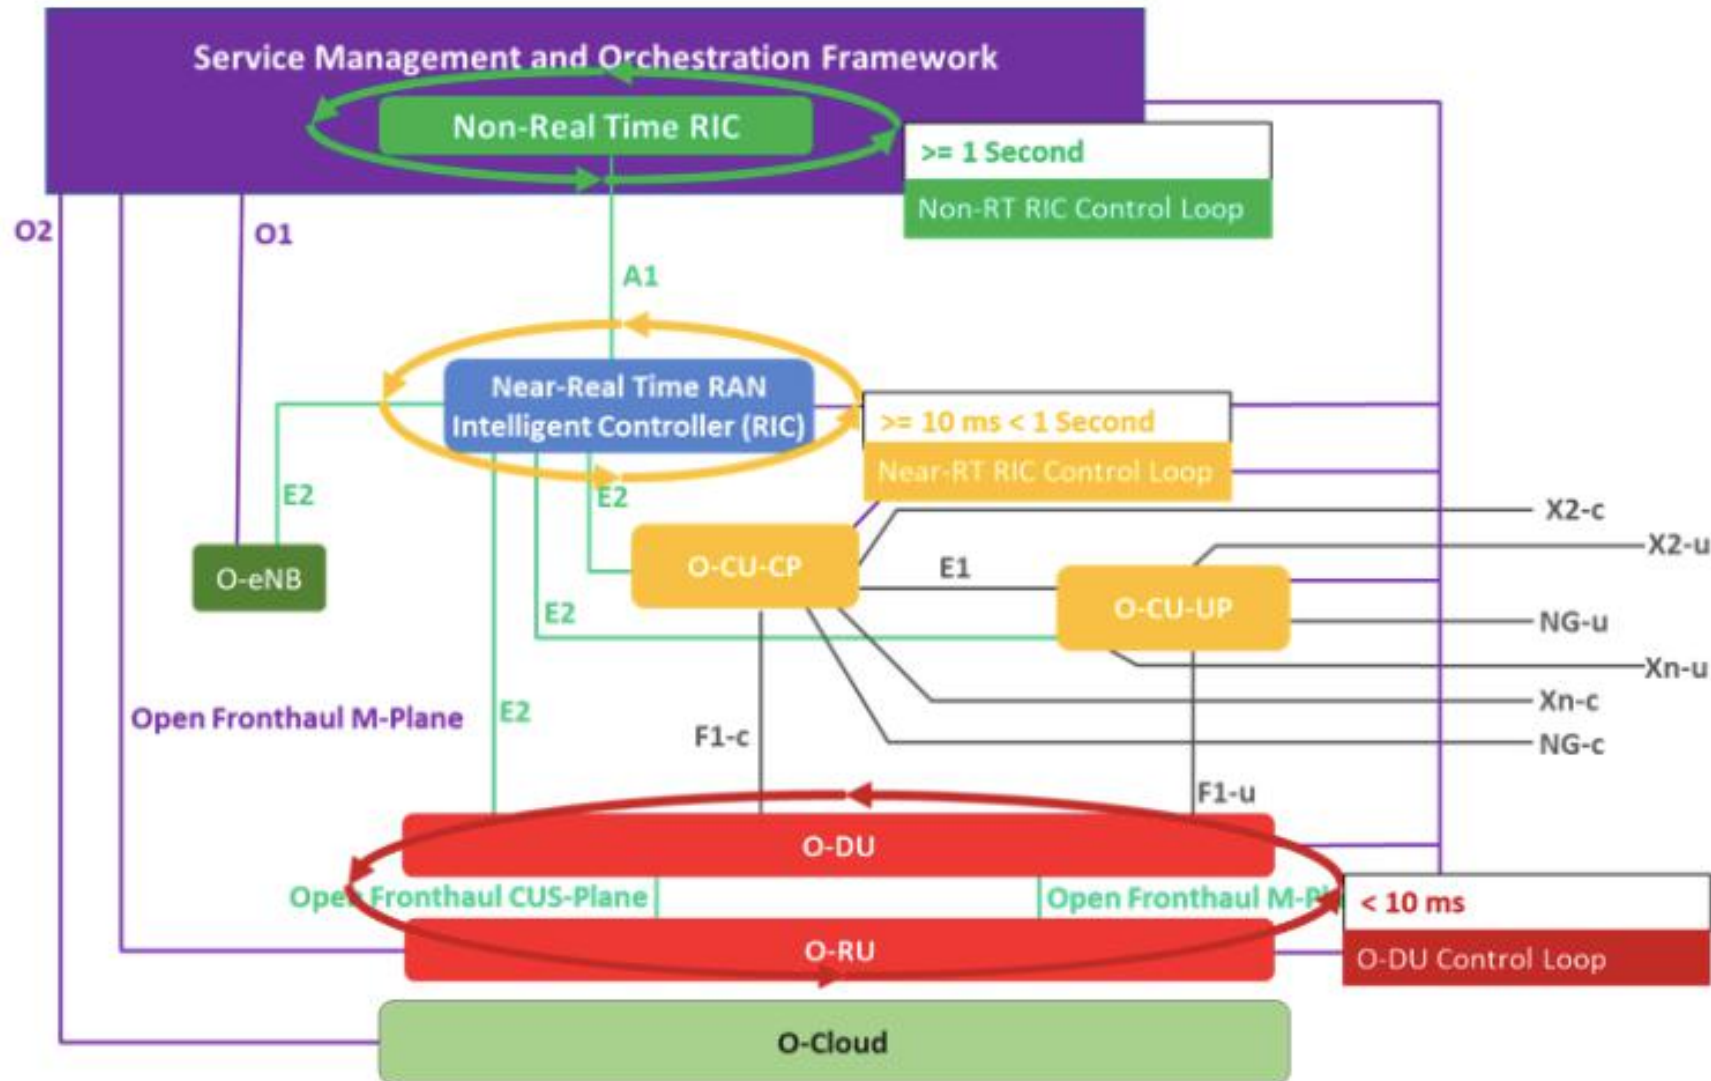 Service Management and Orchestration Framework
Non-Real Time RIC
>= 1 Second
Non-RT RIC Control Loop
O2
O1
A1
Near-Real Time RAN
Intelligent Controller (RIC)
>= 10 ms < 1 Second
Near-RT RIC Control Loop
E2
E2
X2-c
X2-u
O-eNB
O-CU-CP
E1
O-CU-UP
E2
NG-u
Xn-u
Xn-c
Open Fronthaul M-Plane
E2
F1-c
NG-c
F1-u
O-DU
Open Fronthaul CUS-Plane
Open Fronthaul M-Pl
< 10 ms
O-RU
O-DU Control Loop
O-Cloud